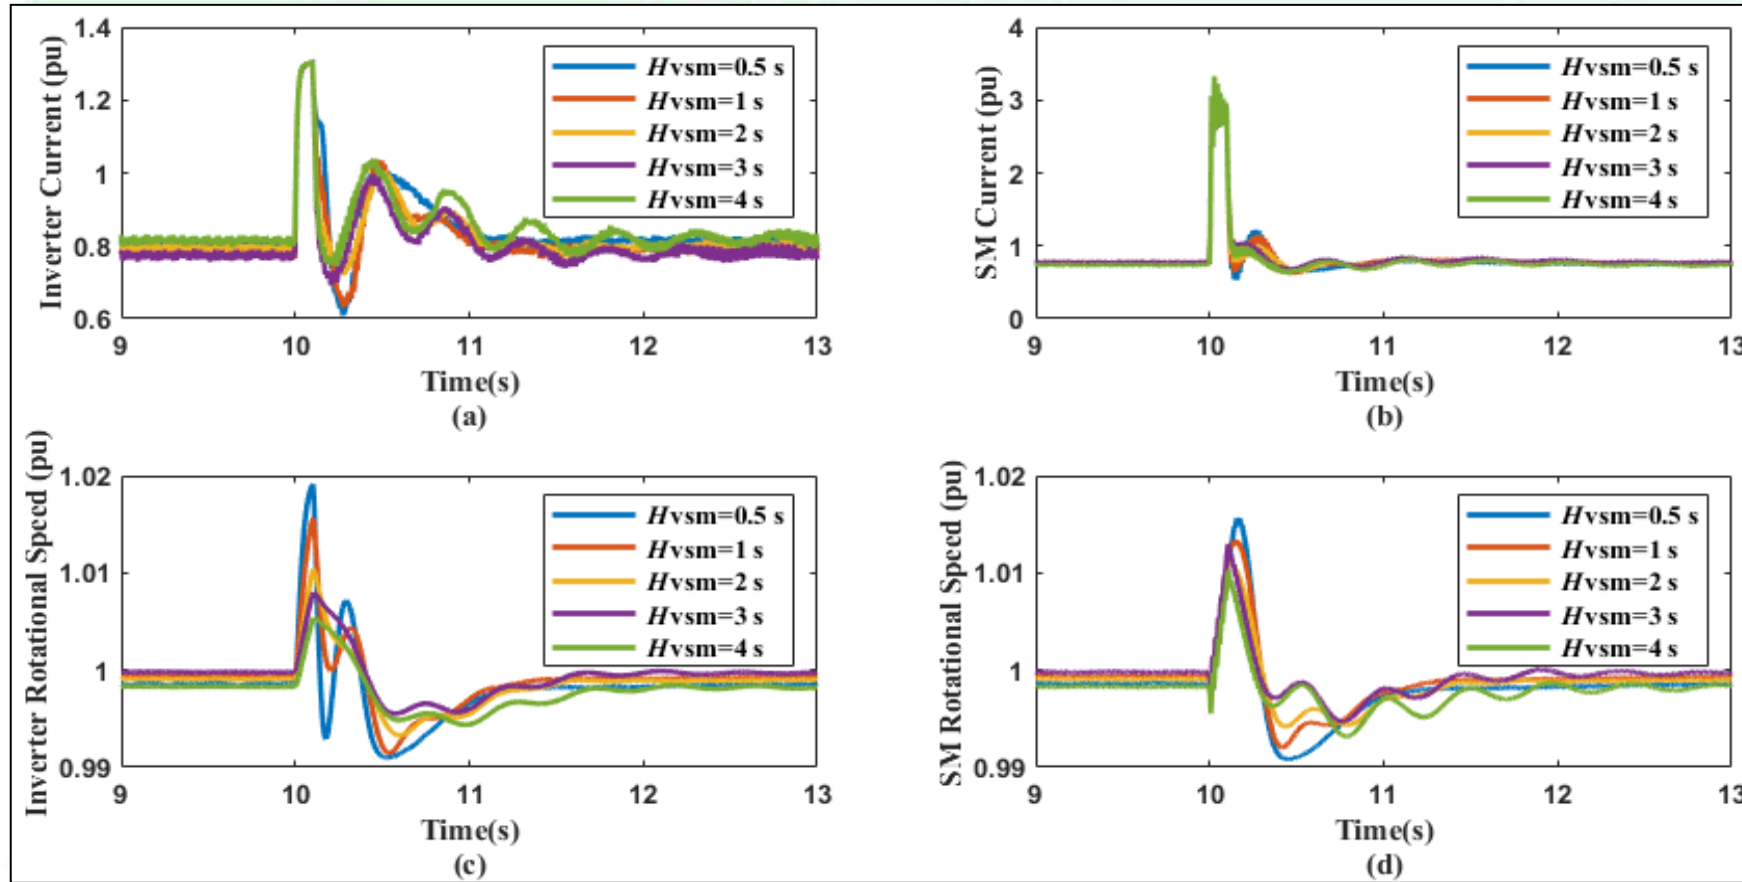 Inverter Current (pu)
1.4
1.2
1
0.8
0.6
Hvsm=0.5 s
Hvsm=1 s
Hvsm=2 s
Hvsm=3 s
Hvsm=4 s
9 10 11 12 13
Time(s)
(a)
SM Current (pu)
4
3
2
1
0
Hvsm=0.5 s
Hvsm=1 s
Hvsm=2 s
Hvsm=3 s
Hvsm=4 s
9 10 11 12 13
Time(s)
(b)
Inverter Rotational Speed (pu)
1.02
1.01
1
0.99
Hvsm=0.5 s
Hvsm=1 s
Hvsm=2 s
Hvsm=3 s
Hvsm=4 s
9 10 11 12 13
Time(s)
(c)
SM Rotational Speed (pu)
1.02
1.01
1
0.99
Hvsm=0.5 s
Hvsm=1 s
Hvsm=2 s
Hvsm=3 s
Hvsm=4 s
9 10 11 12 13
Time(s)
(d)